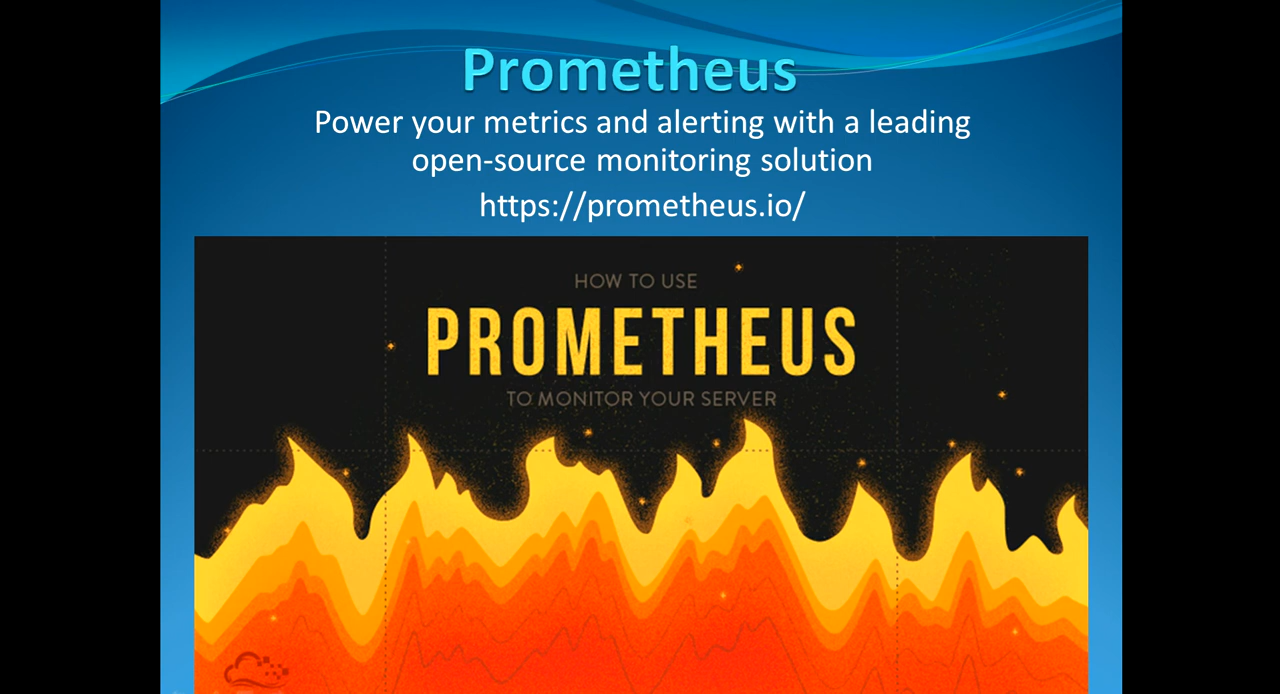 Prometheus
Power your metrics and alerting with a leading
open-source monitoring solution
https://prometheus.io/
HOW TO USE
PROMETHEUS
TO MONITOR YOUR SERVER